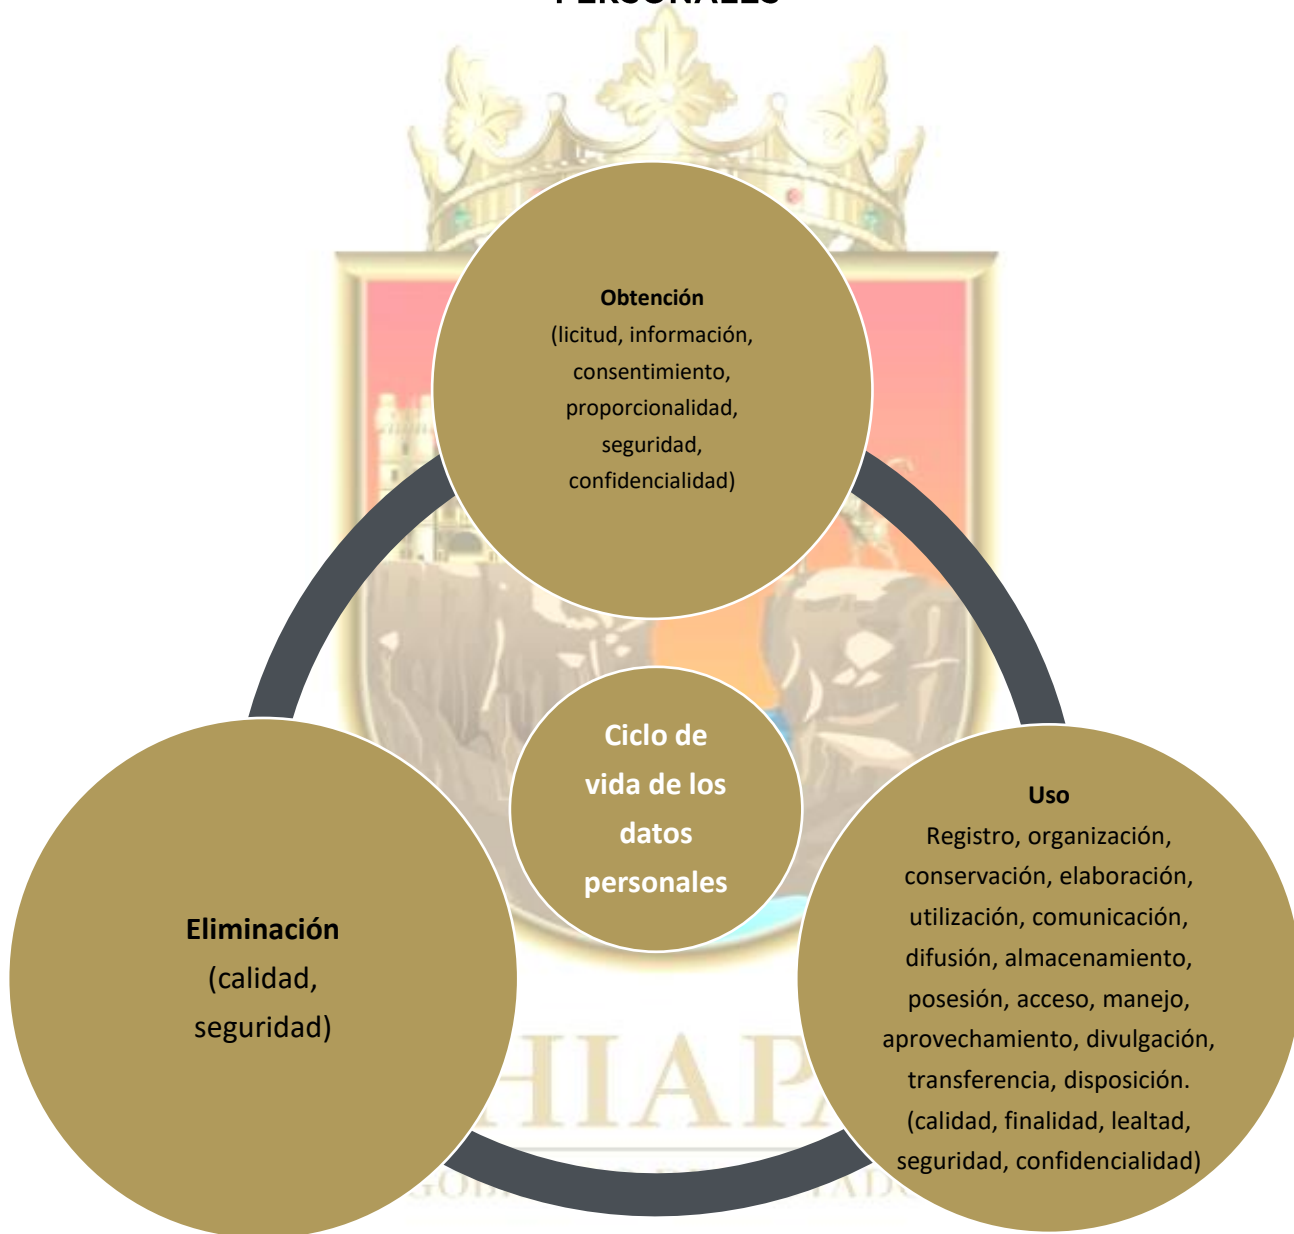 PERSONALES
Obtención
(licitud, información,
consentimiento,
proporcionalidad,
seguridad,
confidencialidad)
Ciclo de
vida de los
datos
personales
Uso
Registro, organización,
conservación, elaboración,
utilización, comunicación,
difusión, almacenamiento,
posesión, acceso, manejo,
aprovechamiento, divulgación,
transferencia, disposición.
(calidad, finalidad, lealtad,
seguridad, confidencialidad)
Eliminación
(calidad,
seguridad)